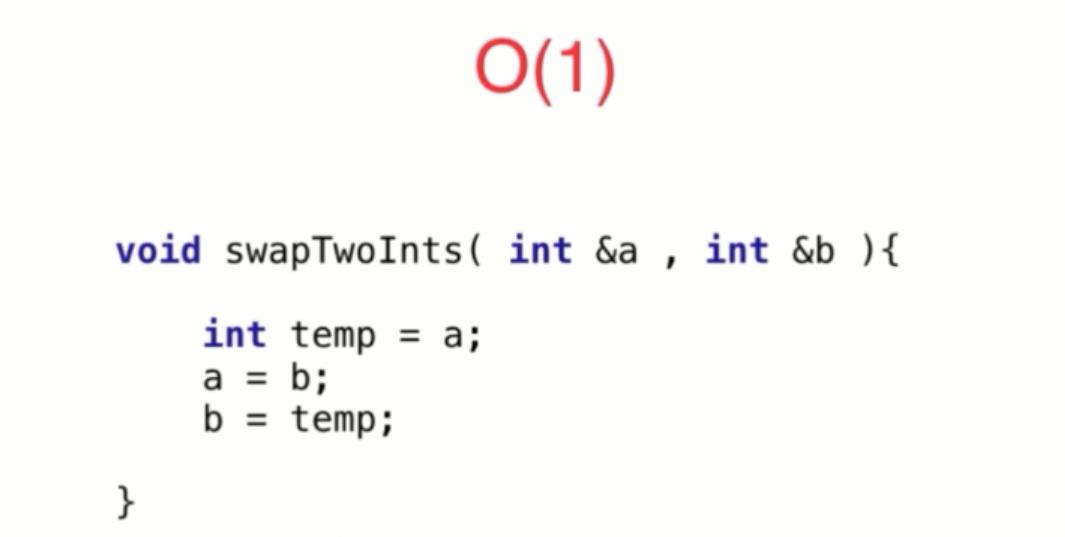 O(1)
void swapTwoInts( int &a , int &b ){
int temp = a;
a = b;
b = temp;
}